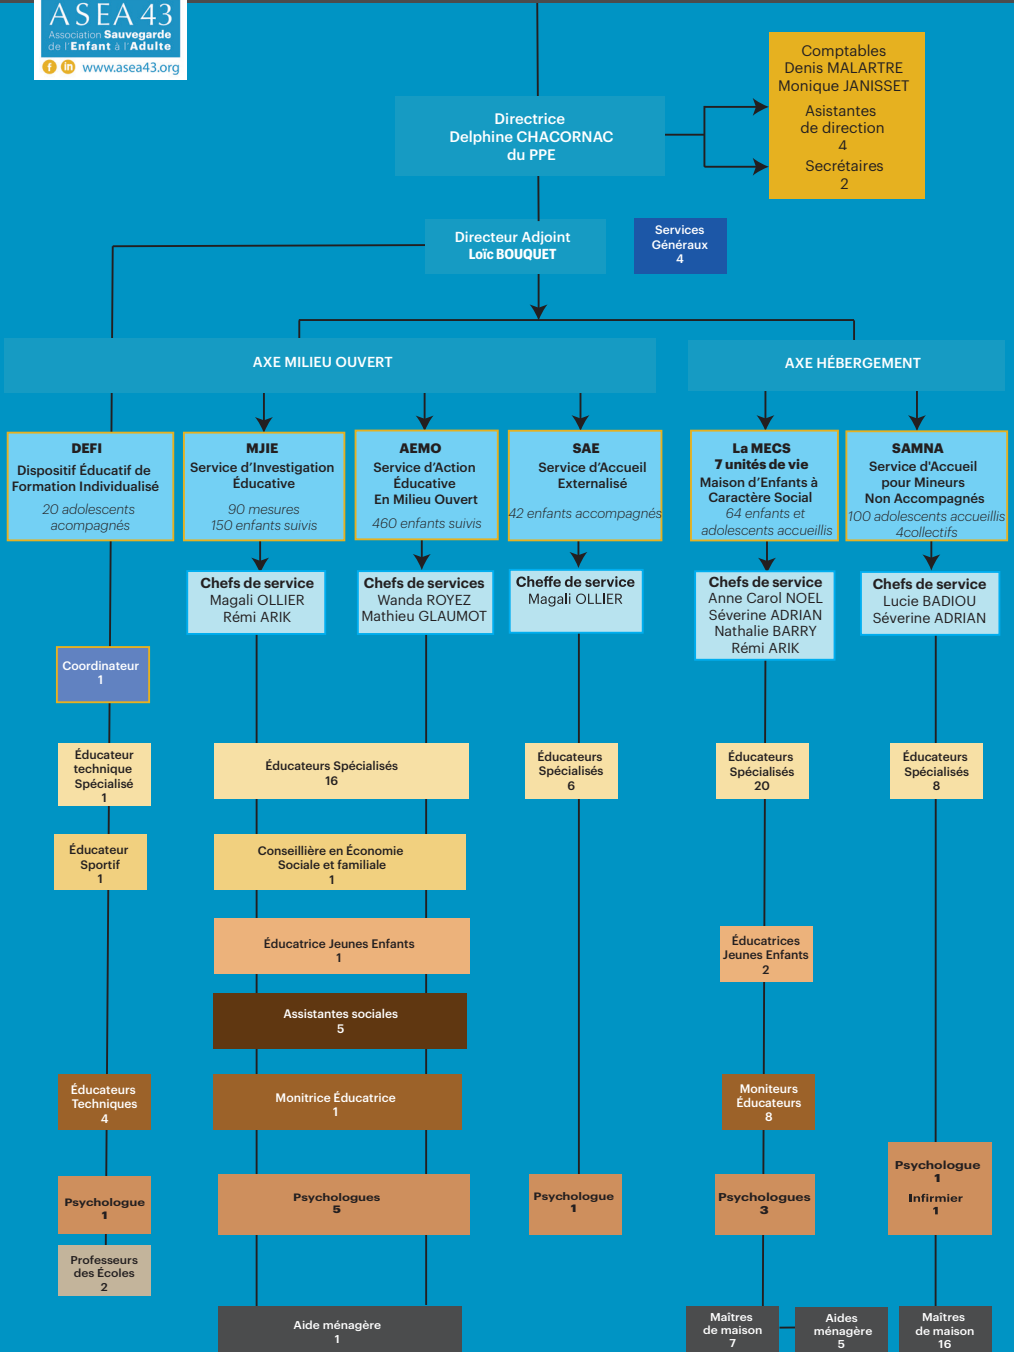 ASEA 43
Association Sauvegarde
de l'Enfant à l'Adulte
www.asea43.org
Comptables
Denis MALARTRE
Monique JANISSET
Asistantes
de direction
4
Secrétaires
2
Directrice
Delphine CHACORNAC
du PPE
Directeur Adjoint
Loïc BOUQUET
Services
Généraux
4
AXE MILIEU OUVERT
AXE HÉBERGEMENT
DEFI
Dispositif Éducatif de
Formation Individualisé
20 adolescents
acompagnés
MJIE
Service d'Investigation
Éducative
90 mesures
150 enfants suivis
AEMO
Service d'Action
Éducative
En Milieu Ouvert
460 enfants suivis
SAE
Service d'Accueil
Externalisé
42 enfants accompagnés
La MECS
7 unités de vie
Maison d'Enfants à
Caractère Social
64 enfants et
adolescents accueillis
SAMNA
Service d'Accueil
pour Mineurs
Non Accompagnés
100 adolescents accueillis
4collectifs
Chefs de service
Magali OLLIER
Rémi ARIK
Chefs de services
Wanda ROYEZ
Mathieu GLAUMOT
Cheffe de service
Magali OLLIER
Chefs de service
Anne Carol NOEL
Séverine ADRIAN
Nathalie BARRY
Rémi ARIK
Chefs de service
Lucie BADIOU
Séverine ADRIAN
Coordinateur
1
Éducateur
technique
Spécialisé
1
Éducateurs Spécialisés
16
Éducateurs
Spécialisés
6
Éducateurs
Spécialisés
20
Éducateurs
Spécialisés
8
Éducateur
Sportif
1
Conseillière en Économie
Sociale et familiale
1
Éducatrice Jeunes Enfants
1
Éducatrices
Jeunes Enfants
2
Assistantes sociales
5
Éducateurs
Techniques
4
Monitrice Éducatrice
1
Moniteurs
Éducateurs
8
Psychologue
1
Psychologues
5
Psychologue
1
Psychologues
3
Psychologue
1
Infirmier
1
Professeurs
des Écoles
2
Aide ménagère
1
Maîtres
de maison
7
Aides
ménagère
5
Maîtres
de maison
16